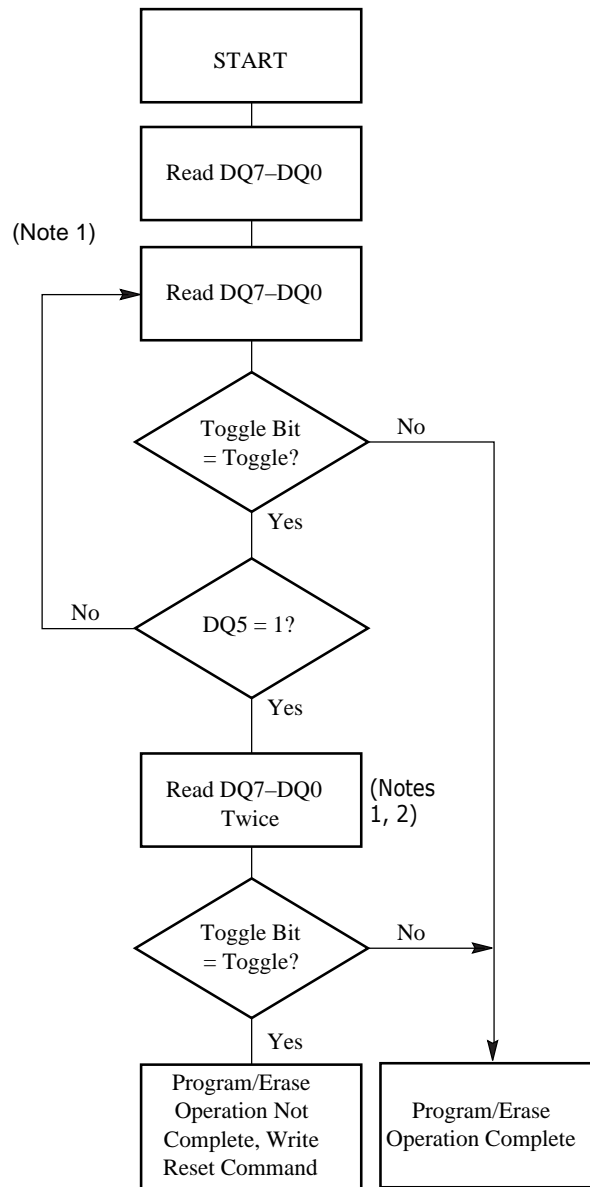 START
Read DQ7–DQ0
(Note 1)
Read DQ7–DQ0
Toggle Bit
= Toggle?
No
Yes
No
DQ5 = 1?
Yes
Read DQ7–DQ0
Twice
(Notes
1, 2)
Toggle Bit
= Toggle?
No
Yes
Program/Erase
Operation Not
Complete, Write
Reset Command
Program/Erase
Operation Complete